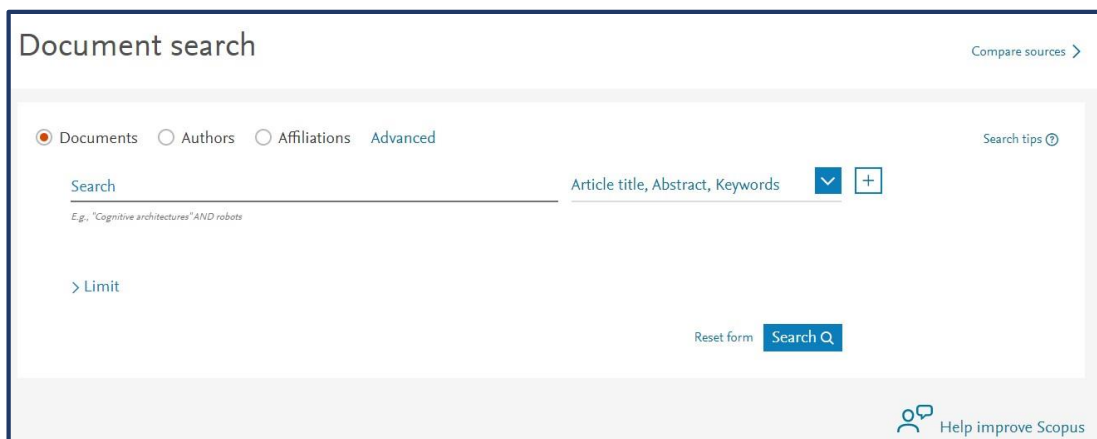 Document search
Compare sources >
Documents Authors Affiliations Advanced
Search tips ?
Search
Article title, Abstract, Keywords
E.g., "Cognitive architectures" AND robots
> Limit
Reset form
Search
Help improve Scopus